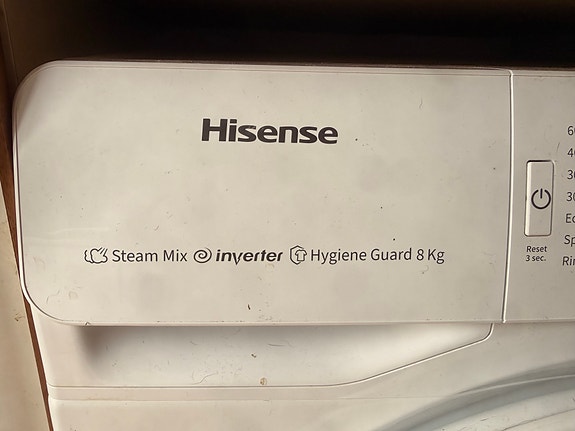 Hisense
Steam Mix inverter Hygiene Guard 8 Kg
Reset
3 sec.